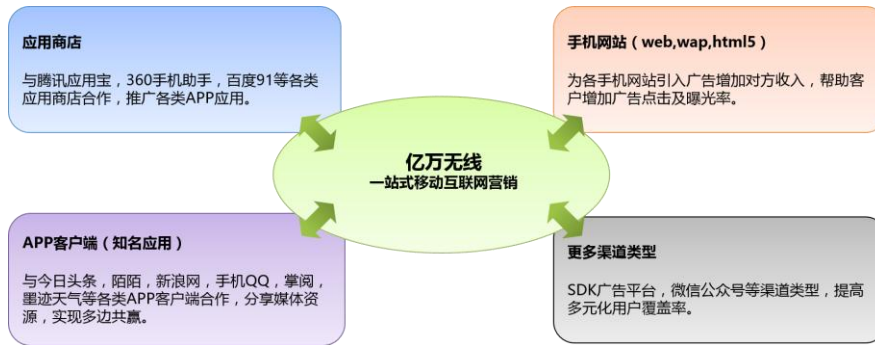 应用商店
与腾讯应用宝，360手机助手，百度91等各类
应用商店合作，推广各类APP应用。
手机网站（web,wap,html5）
为各手机网站引入广告增加对方收入，帮助客
户增加广告点击及曝光率。
亿万无线
一站式移动互联网营销
APP客户端（知名应用）
与今日头条，陌陌，新浪网，手机QQ，掌阅，
墨迹天气等各类APP客户端合作，分享媒体资
源，实现多边共赢。
更多渠道类型
SDK广告平台，微信公众号等渠道类型，提高
多元化用户覆盖率。